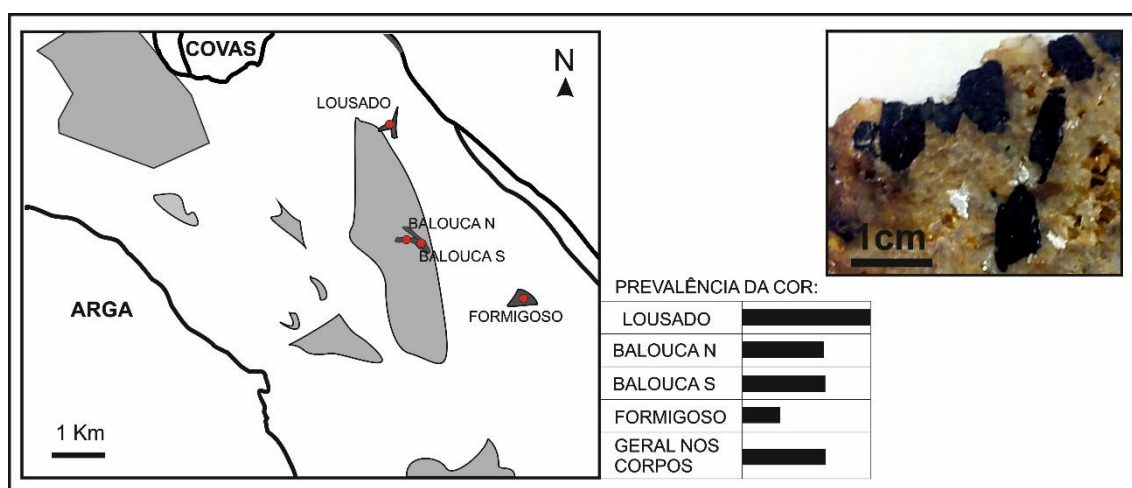 COVAS
N
LOUSADO
BALOUCA N
BALOUCA S
ARGA
FORMIGOSO
1 Km
1cm
PREVALÊNCIA DA COR:
LOUSADO
BALOUCA N
BALOUCA S
FORMIGOSO
GERAL NOS
CORPOS